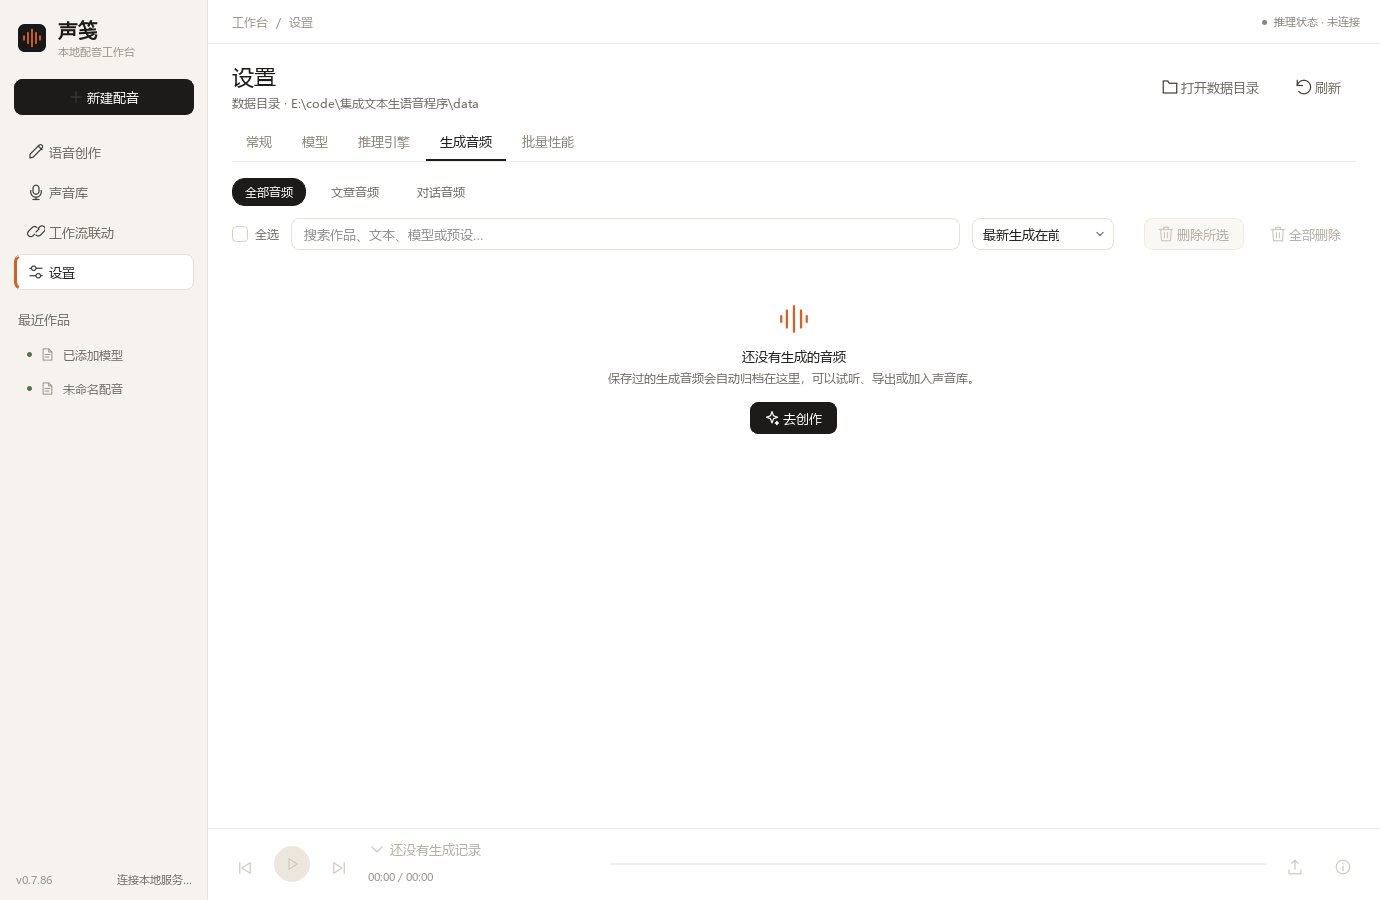 声笺
本地配音工作台
新建配音
语音创作
声音库
工作流联动
设置
最近作品
已添加模型
未命名配音
v0.7.86
连接本地服务...
工作台 / 设置
推理状态 · 未连接
设置
数据目录 · E:\code\集成文本生语音程序\data
打开数据目录
刷新
常规
模型
推理引擎
生成音频
批量性能
全部音频
文章音频
对话音频
全选
搜索作品、文本、模型或预设...
最新生成在前
删除所选
全部删除
还没有生成的音频
保存过的生成音频会自动归档在这里，可以试听、导出或加入声音库。
去创作
还没有生成记录
00:00 / 00:00